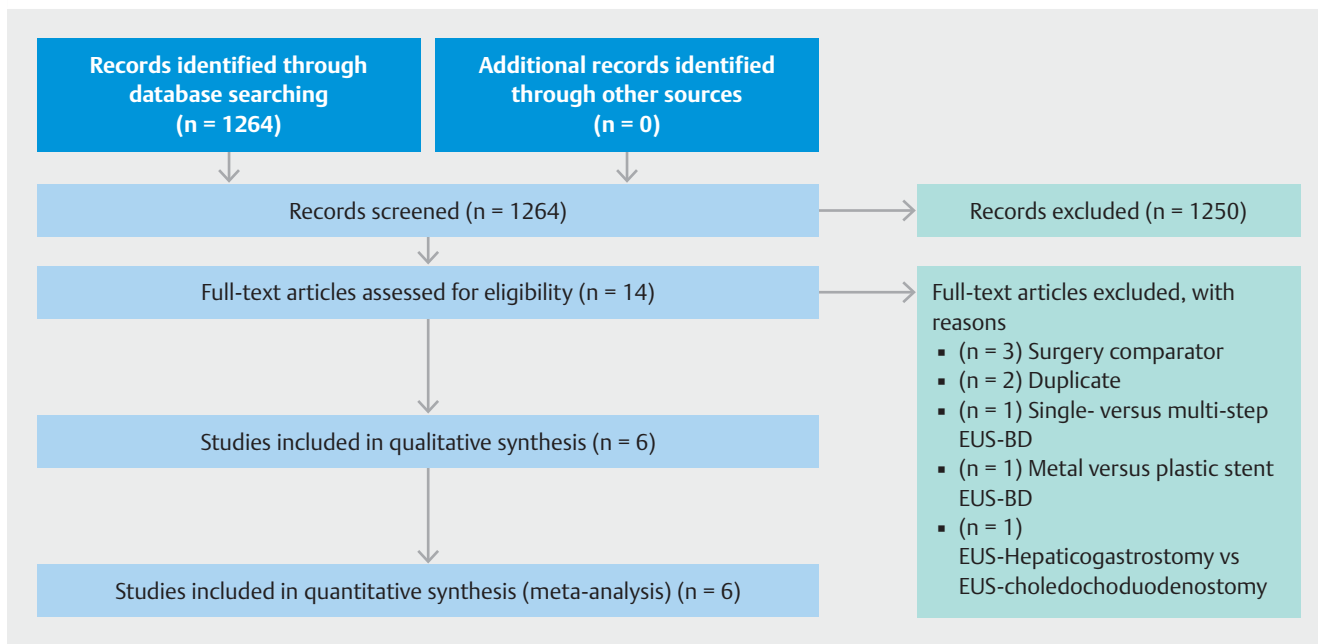 Records identified through
database searching
(n = 1264)
Additional records identified
through other sources
(n = 0)
Records screened (n = 1264)
Records excluded (n = 1250)
Full-text articles assessed for eligibility (n = 14)
Full-text articles excluded, with
reasons
▪ (n = 3) Surgery comparator
▪ (n = 2) Duplicate
▪ (n = 1) Single- versus multi-step
EUS-BD
▪ (n = 1) Metal versus plastic stent
EUS-BD
▪ (n = 1)
EUS-Hepaticogastrostomy vs
EUS-choledochoduodenostomy
Studies included in qualitative synthesis (n = 6)
Studies included in quantitative synthesis (meta-analysis) (n = 6)